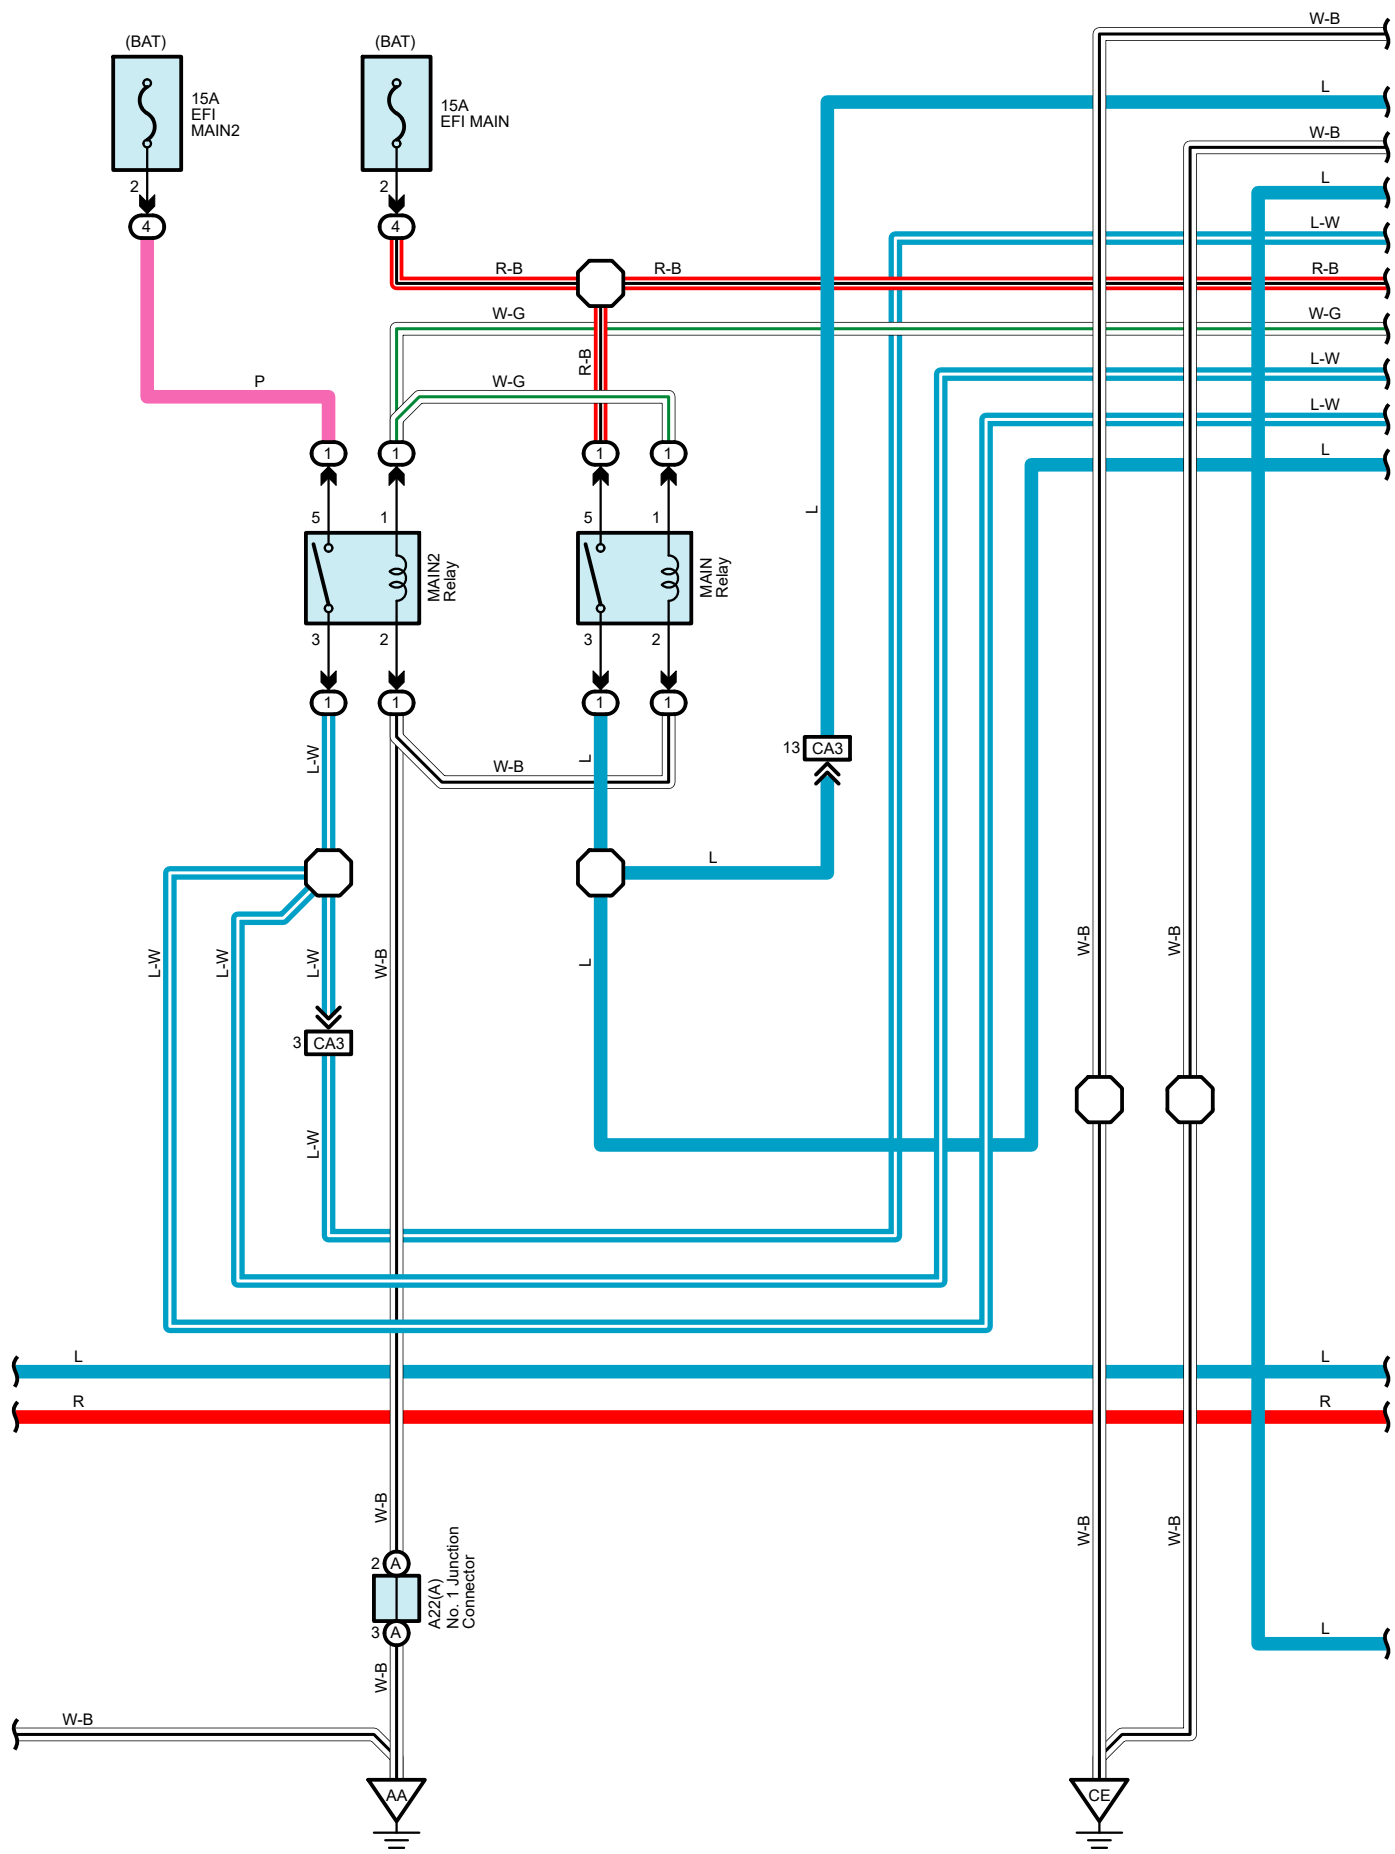 W-B
(BAT)
(BAT)
L
15A
EFI
MAIN2
15A
EFI MAIN
W-B
L
2
2
4
4
L-W
R-B
R-B
R-B
W-G
W-G
R-B
L-W
P
W-G
L-W
L
1
1
1
1
L
5
1
5
1
MAIN2
Relay
MAIN
Relay
3
2
3
2
1
1
1
1
L-W
W-B
L
13
CA3
L
L-W
L-W
L-W
W-B
L
W-B
W-B
3
CA3
L-W
L
L
R
R
W-B
W-B
W-B
2
A
A22(A)
No. 1 Junction
Connector
3
A
L
W-B
W-B
AA
CE